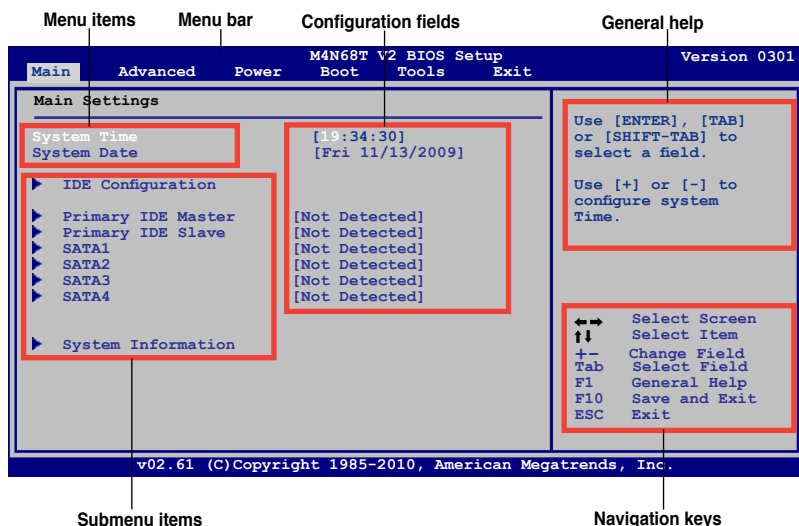 Menu items Menu bar Configuration fields General help
M4N68T V2 BIOS Setup Version 0301
Main Advanced Power Boot Tools Exit
Main Settings
System Time [19:34:30]
System Date [Fri 11/13/2009]
IDE Configuration
Primary IDE Master [Not Detected]
Primary IDE Slave [Not Detected]
SATA1 [Not Detected]
SATA2 [Not Detected]
SATA3 [Not Detected]
SATA4 [Not Detected]
System Information
Use [ENTER], [TAB]
or [SHIFT-TAB] to
select a field.
Use [+] or [-] to
configure system
Time.
←→ Select Screen
↑↓ Select Item
+- Change Field
Tab Select Field
F1 General Help
F10 Save and Exit
ESC Exit
v02.61 (C)Copyright 1985-2010, American Megatrends, Inc.
Submenu items Navigation keys